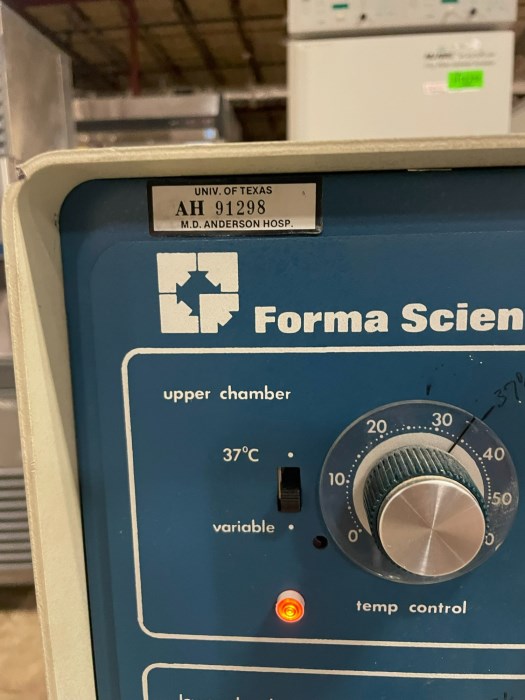 UNIV. OF TEXAS
AH 91298
M.D. ANDERSON HOSP.
Forma Scien
upper chamber
37°C
variable
0
10
20
30
40
50
37°
temp control